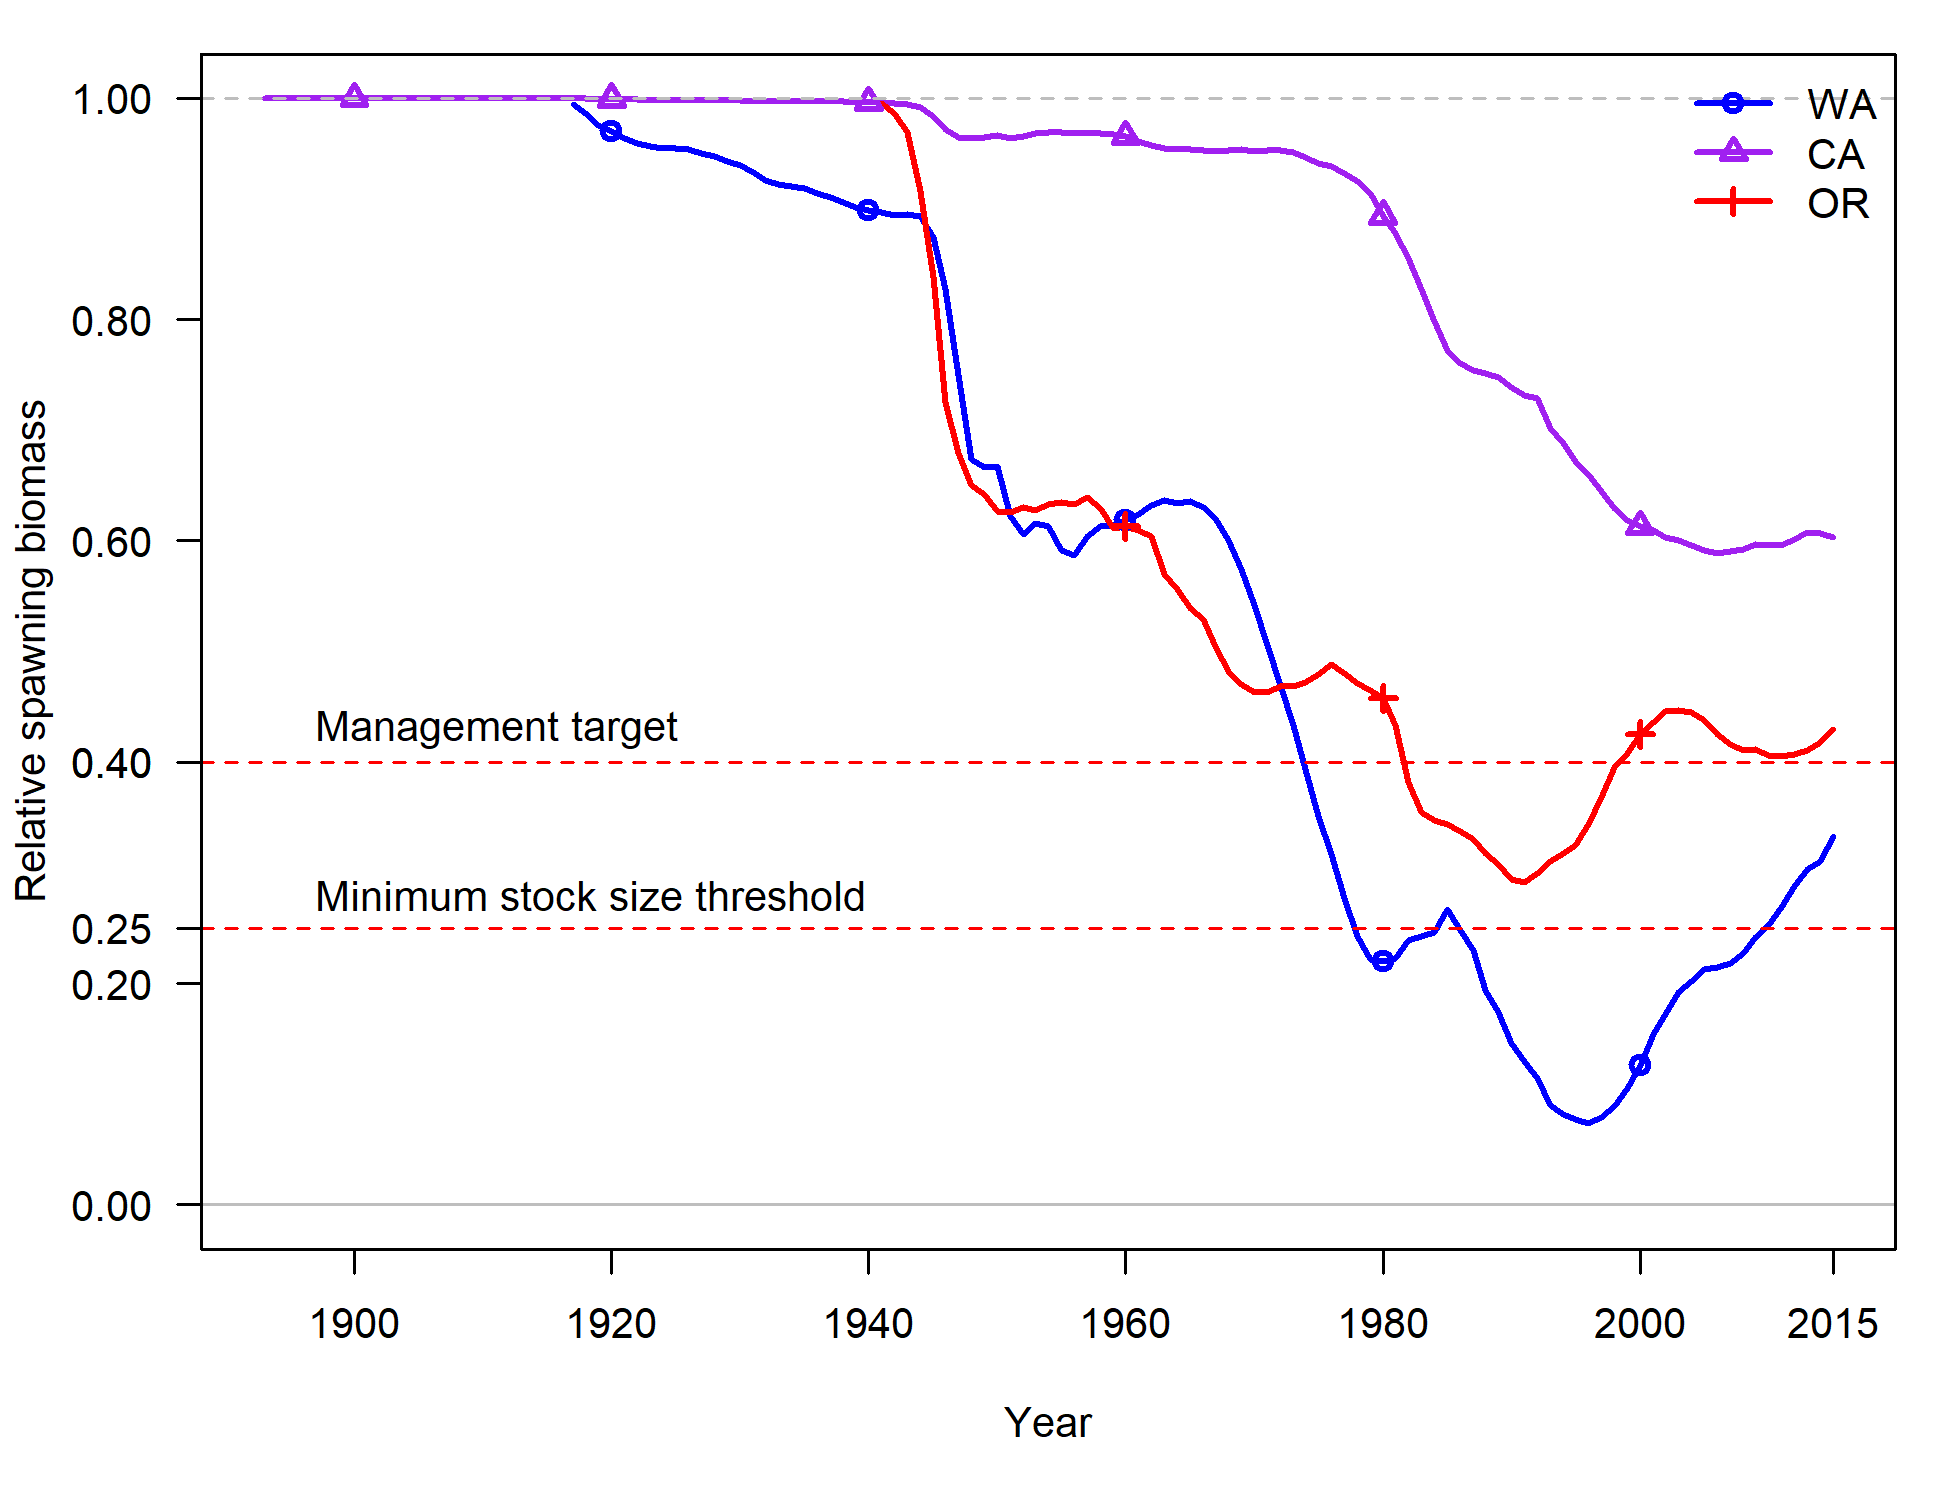 1.00
0.80
0.60
0.40
0.25
0.20
0.00
Relative spawning biomass
WA
CA
OR
Management target
Minimum stock size threshold
1900 1920 1940 1960 1980 2000 2015
Year